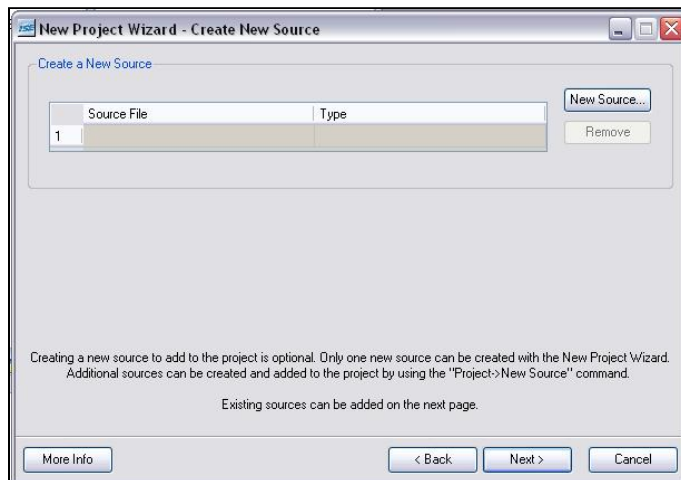 ISE New Project Wizard - Create New Source
Create a New Source
Source File Type
New Source...
1
Remove
Creating a new source to add to the project is optional. Only one new source can be created with the New Project Wizard.
Additional sources can be created and added to the project by using the "Project->New Source" command.
Existing sources can be added on the next page.
More Info < Back Next > Cancel